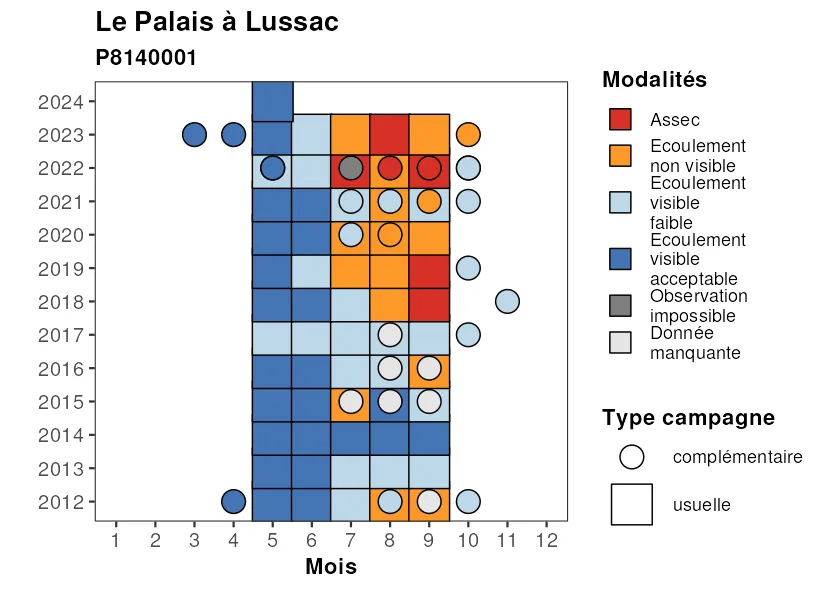 Le Palais à Lussac
P8140001
2024
2023
2022
2021
2020
2019
2018
2017
2016
2015
2014
2013
2012
1 2 3 4 5 6 7 8 9 10 11 12
Mois
Modalités
Assec
Ecoulement
non visible
Ecoulement
visible
faible
Ecoulement
visible
acceptable
Observation
impossible
Donnée
manquante
Type campagne
complémentaire
usuelle